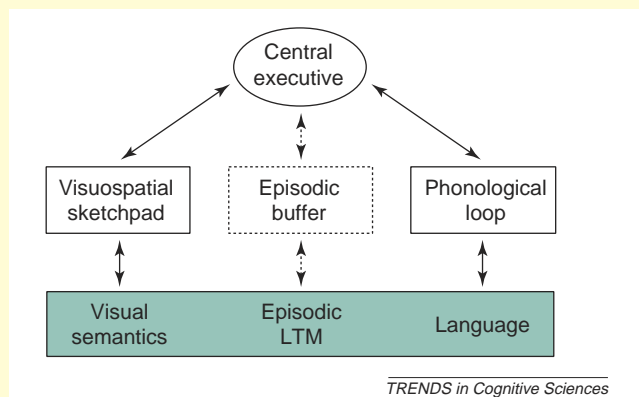 Central
executive
Visuospatial
sketchpad
Episodic
buffer
Phonological
loop
Visual
semantics
Episodic
LTM
Language
TRENDS in Cognitive Sciences